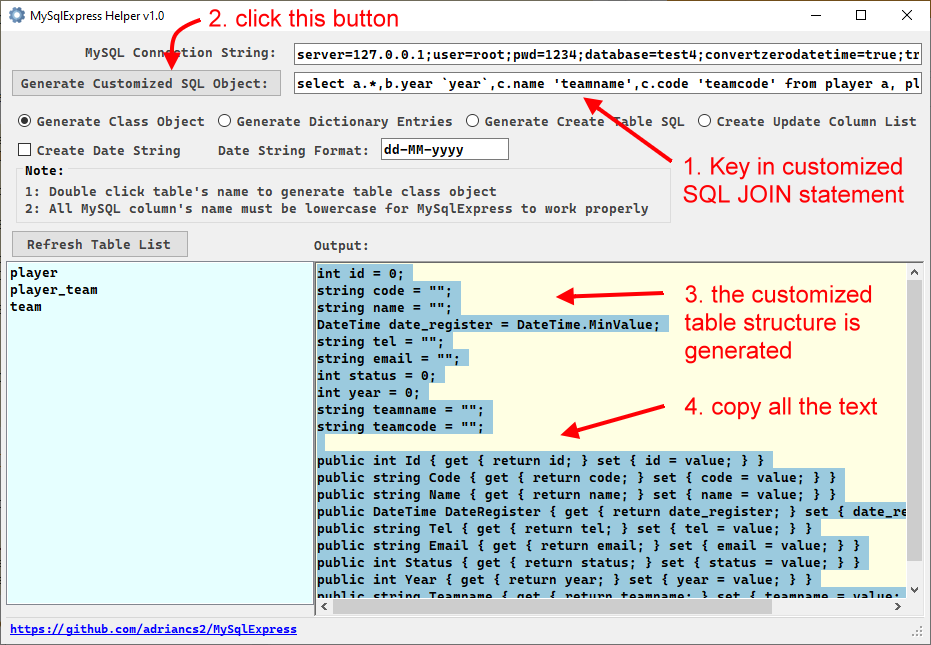 MySqlExpress Helper v1.0
2. click this button
MySQL Connection String:
server=127.0.0.1;user=root;pwd=1234;database=test4;convertzerodatetime=true;tr
Generate Customized SQL Object:
select a.*,b.year `year`,c.name 'teamname',c.code 'teamcode' from player a, pl
Generate Class Object
Generate Dictionary Entries
Generate Create Table SQL
Create Update Column List
Create Date String
Date String Format:
dd-MM-yyyy
1. Key in customized
SQL JOIN statement
Note:
1: Double click table's name to generate table class object
2: All MySQL column's name must be lowercase for MySqlExpress to work properly
Refresh Table List
Output:
player
player_team
team
int id = 0;
string code = "";
string name = "";
DateTime date_register = DateTime.MinValue;
string tel = "";
string email = "";
int status = 0;
int year = 0;
string teamname = "";
string teamcode = "";
3. the customized
table structure is
generated
4. copy all the text
public int Id { get { return id; } set { id = value; } }
public string Code { get { return code; } set { code = value; } }
public string Name { get { return name; } set { name = value; } }
public DateTime DateRegister { get { return date_register; } set { date_re
public string Tel { get { return tel; } set { tel = value; } }
public string Email { get { return email; } set { email = value; } }
public int Status { get { return status; } set { status = value; } }
public int Year { get { return year; } set { year = value; } }
public string Teamname { get { return teamname; } set { teamname = value;
https://github.com/adriancs2/MySqlExpress